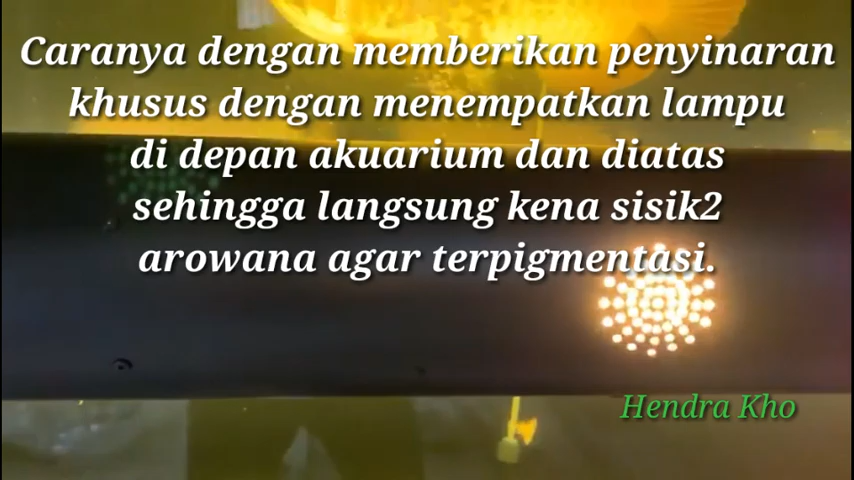 Caranya dengan memberikan penyinaran
khusus dengan menempatkan lampu
di depan akuarium dan diatas
sehingga langsung kena sisik2
arowana agar terpigmentasi.
Hendra Kho